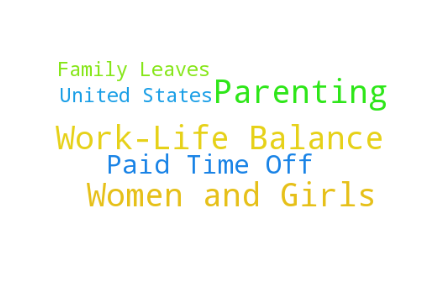 Family Leaves
United States
Parenting
Work-Life Balance
Paid Time Off
Women and Girls